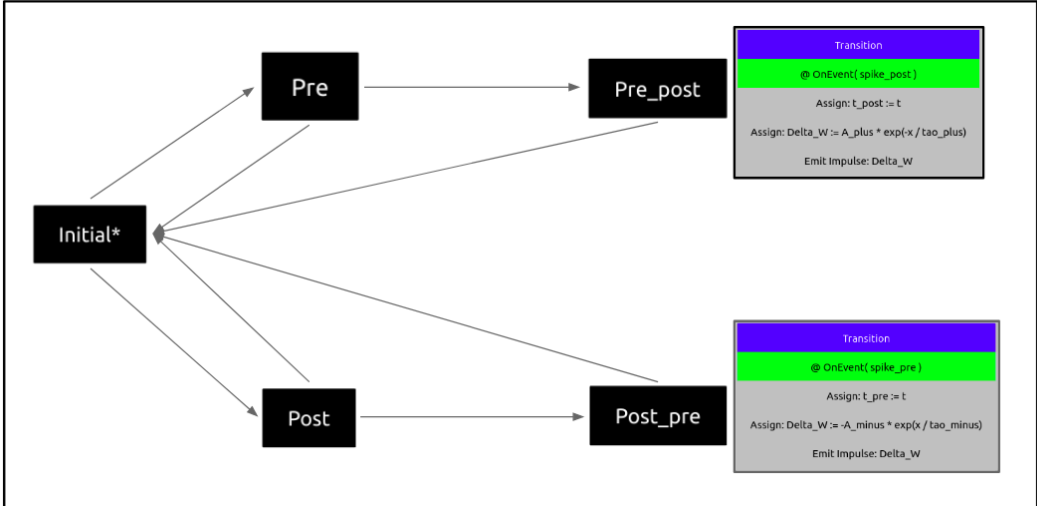 Pre
Pre_post
Transition
@ OnEvent( spike_post )
Assign: t_post := t
Assign: Delta_W := A_plus * exp(-x / tao_plus)
Emit Impulse: Delta_W
Initial*
Post
Post_pre
Transition
@ OnEvent( spike_pre )
Assign: t_pre := t
Assign: Delta_W := -A_minus * exp(x / tao_minus)
Emit Impulse: Delta_W